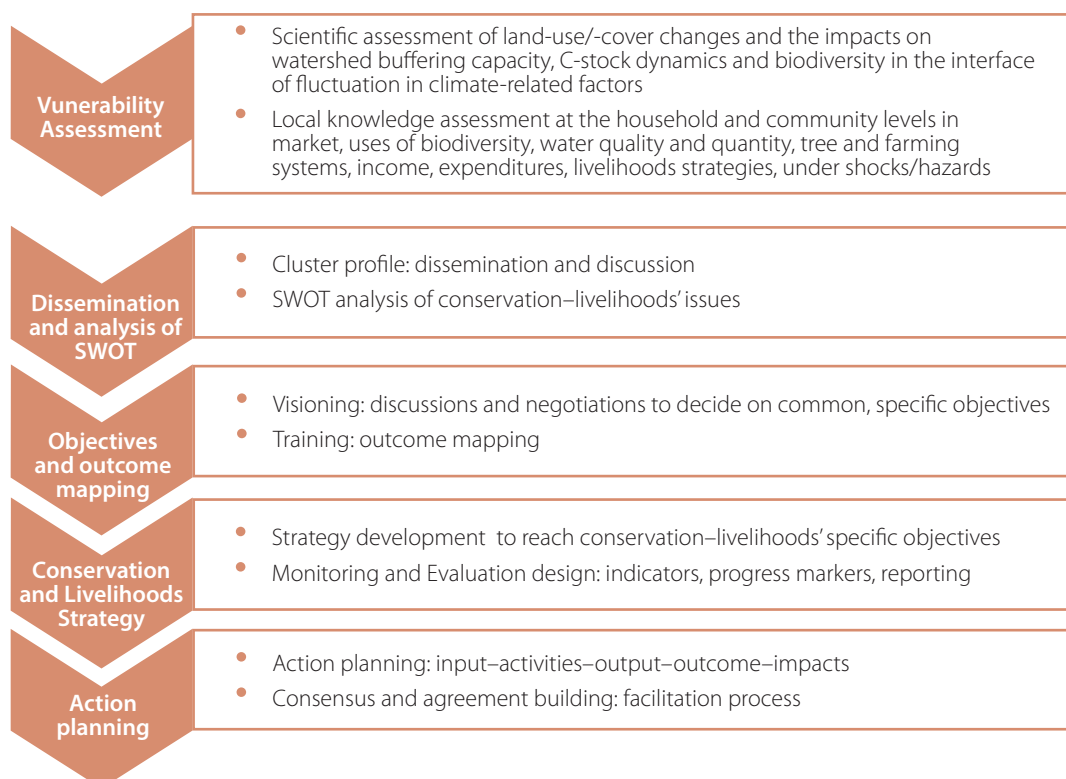 Vunerability
Assessment
• Scientific assessment of land-use/-cover changes and the impacts on
watershed buffering capacity, C-stock dynamics and biodiversity in the interface
of fluctuation in climate-related factors
• Local knowledge assessment at the household and community levels in
market, uses of biodiversity, water quality and quantity, tree and farming
systems, income, expenditures, livelihoods strategies, under shocks/hazards
Dissemination
and analysis of
SWOT
• Cluster profile: dissemination and discussion
• SWOT analysis of conservation–livelihoods’ issues
Objectives
and outcome
mapping
• Visioning: discussions and negotiations to decide on common, specific objectives
• Training: outcome mapping
Conservation
and Livelihoods
Strategy
• Strategy development to reach conservation–livelihoods’ specific objectives
• Monitoring and Evaluation design: indicators, progress markers, reporting
Action
planning
• Action planning: input–activities–output–outcome–impacts
• Consensus and agreement building: facilitation process